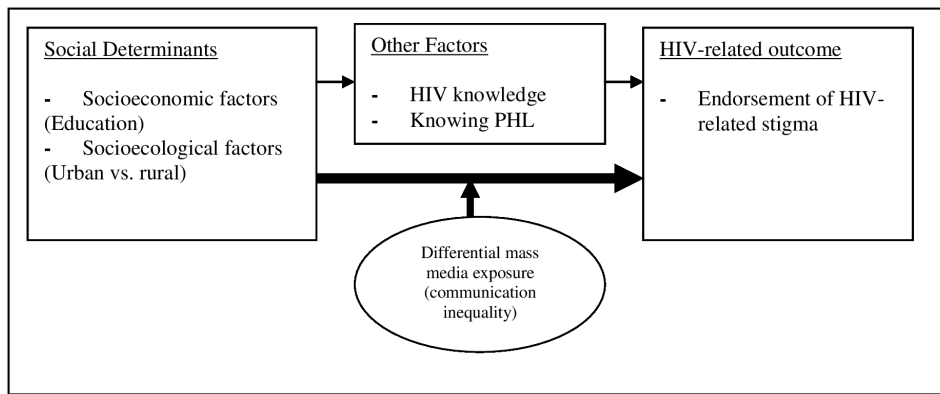 Social Determinants
- Socioeconomic factors
(Education)
- Socioecological factors
(Urban vs. rural)
Other Factors
- HIV knowledge
- Knowing PHL
HIV-related outcome
- Endorsement of HIV-
related stigma
Differential mass
media exposure
(communication
inequality)